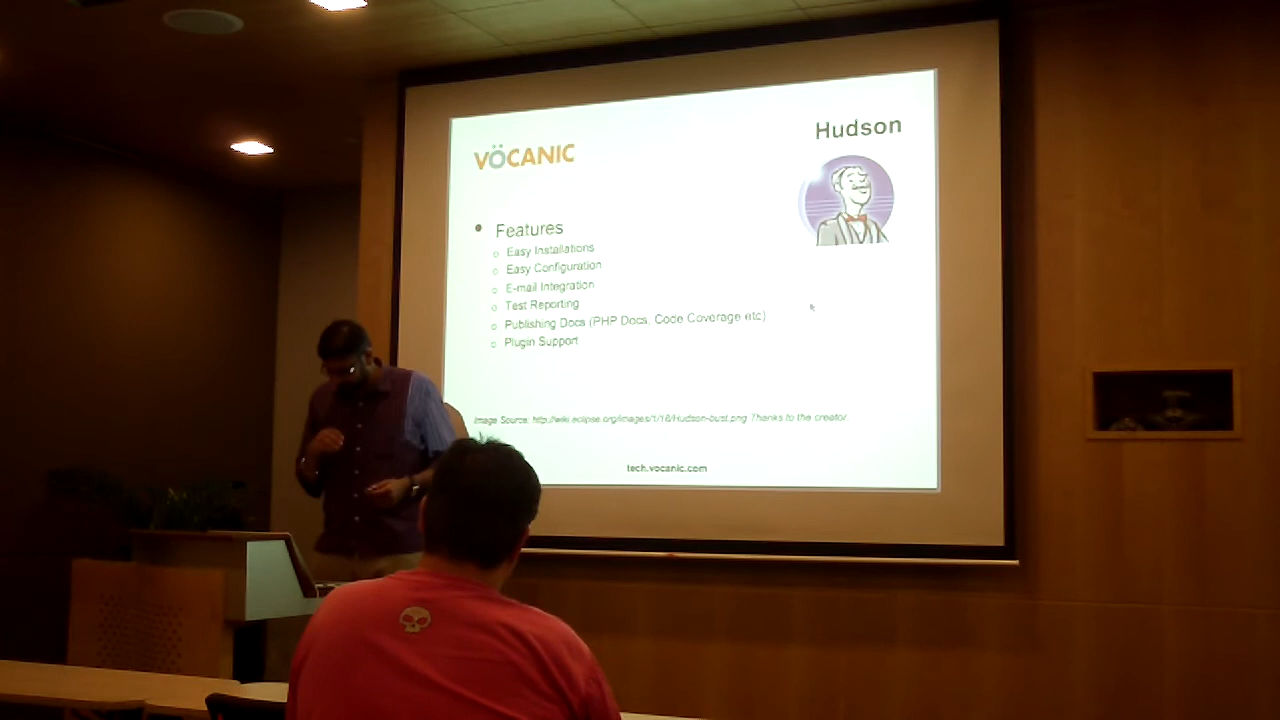 Hudson
VÖCANIC
• Features
o Easy Installations
o Easy Configuration
o E-mail Integration
o Test Reporting
o Publishing Docs (PHP Docs, Code Coverage etc)
o Plugin Support
Image Source: http://wiki.eclipse.org/images/1/16/Hudson-bust.png Thanks to the creator.
tech.vocanic.com